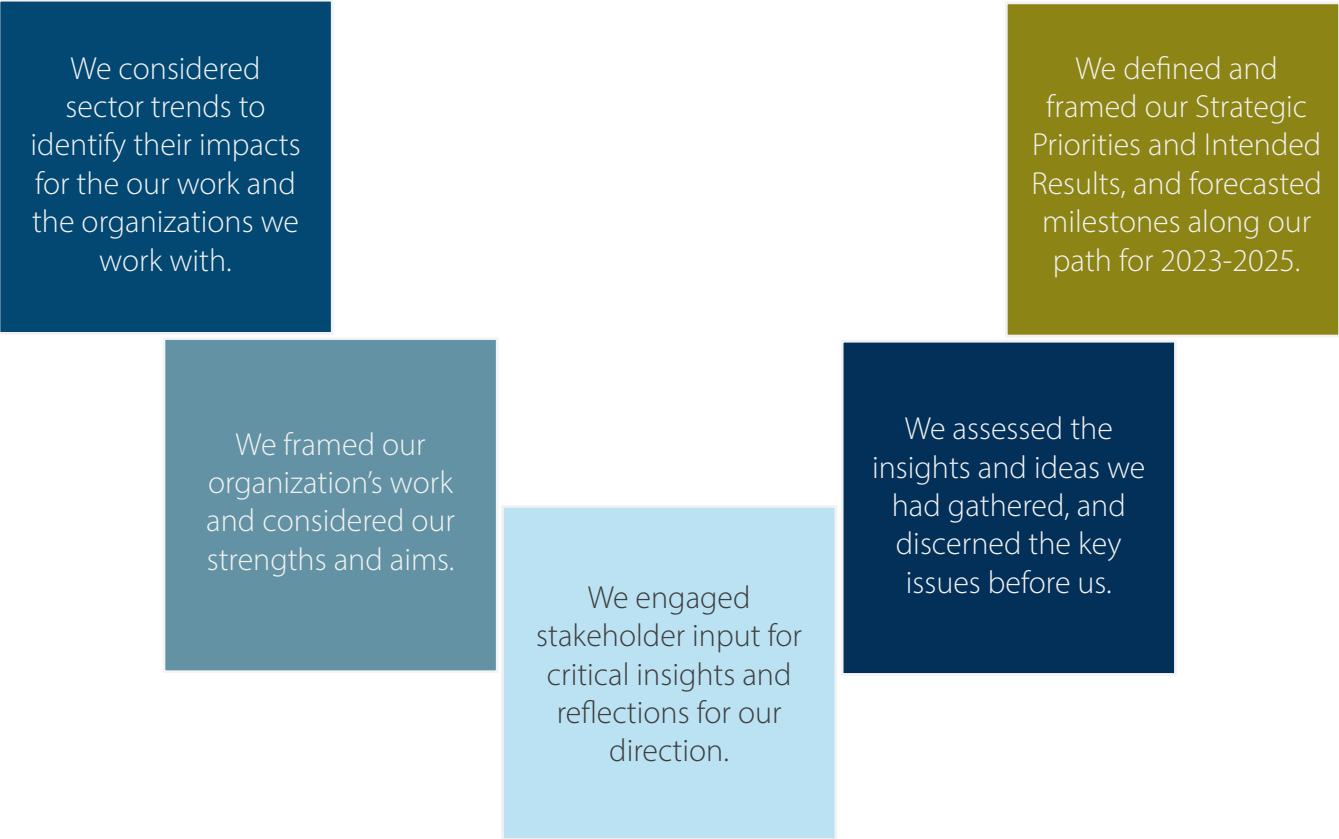 We considered
sector trends to
identify their impacts
for the our work and
the organizations we
work with.
We framed our
organization’s work
and considered our
strengths and aims.
We engaged
stakeholder input for
critical insights and
reflections for our
direction.
We assessed the
insights and ideas we
had gathered, and
discerned the key
issues before us.
We defined and
framed our Strategic
Priorities and Intended
Results, and forecasted
milestones along our
path for 2023-2025.